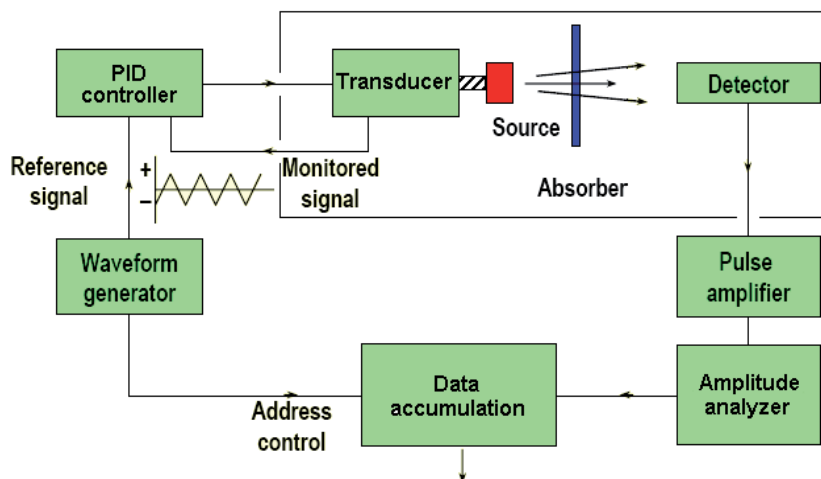 PID
controller
Transducer
Detector
Source
Absorber
Reference
signal
+
−
Monitored
signal
Waveform
generator
Pulse
amplifier
Address
control
Data
accumulation
Amplitude
analyzer